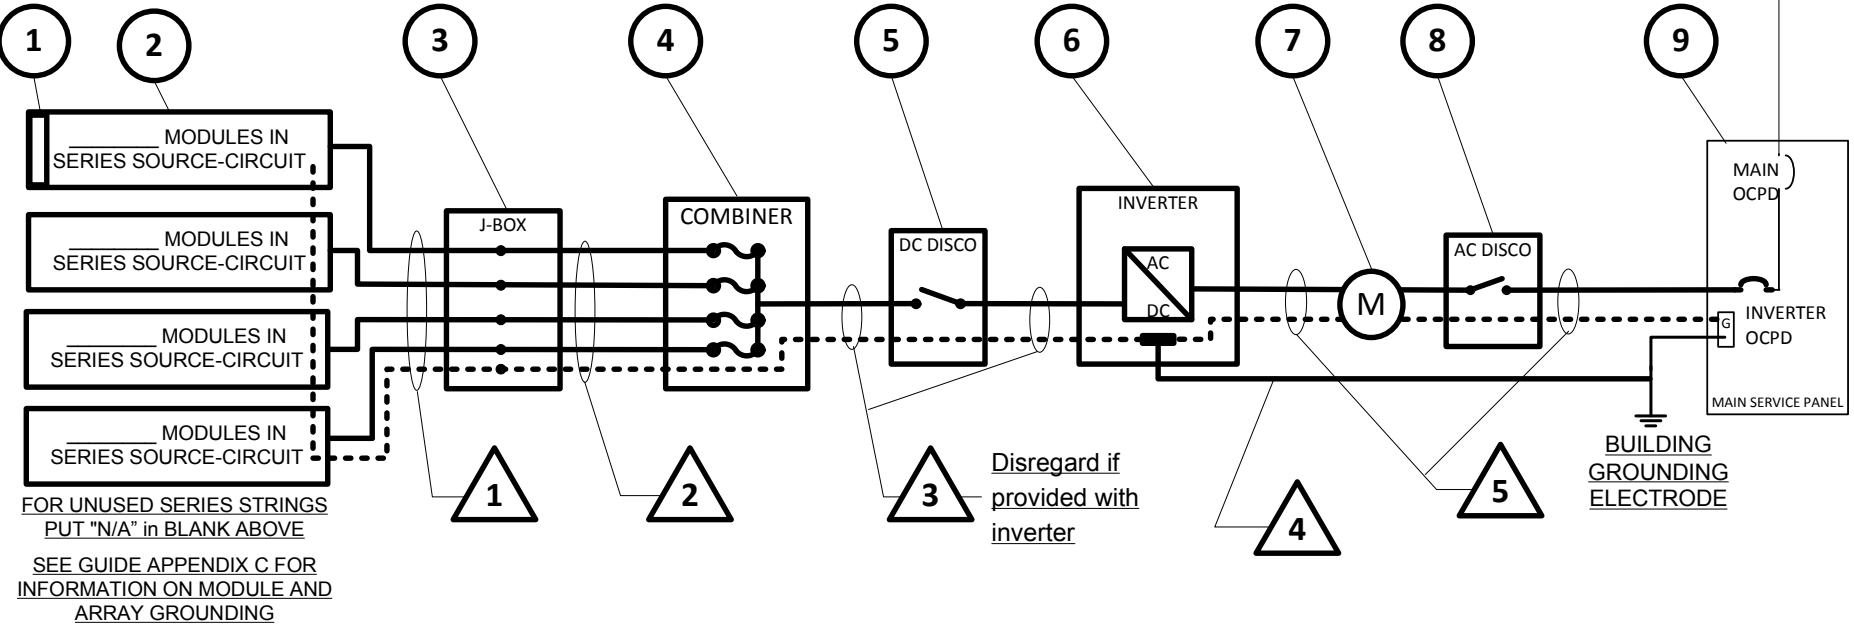 1
2
3
4
5
6
7
8
9
________ MODULES IN
SERIES SOURCE-CIRCUIT
________ MODULES IN
SERIES SOURCE-CIRCUIT
________ MODULES IN
SERIES SOURCE-CIRCUIT
________ MODULES IN
SERIES SOURCE-CIRCUIT
FOR UNUSED SERIES STRINGS
PUT "N/A” in BLANK ABOVE
SEE GUIDE APPENDIX C FOR
INFORMATION ON MODULE AND
ARRAY GROUNDING
J-BOX
COMBINER
DC DISCO
INVERTER
AC
DC
M
AC DISCO
MAIN
OCPD
G
INVERTER
OCPD
MAIN SERVICE PANEL
BUILDING
GROUNDING
ELECTRODE
1
2
3
Disregard if
provided with
inverter
4
5